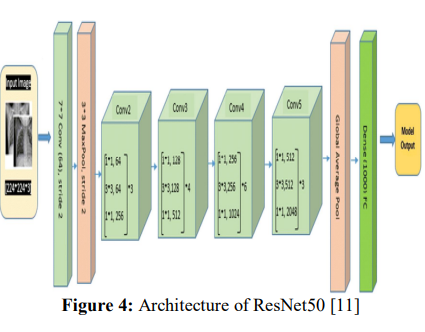 Input Image
224*224*3
7*7 Conv (64), stride 2
3*3 MaxPool, stride 2
Conv2
1*1, 64
3*3, 64 *3
1*1, 256
Conv3
1*1, 128
3*3,128 *4
1*1, 512
Conv4
1*1, 256
3*3,256 *6
1*1, 1024
Conv5
1*1, 512
3*3,512 *3
1*1, 2048
Global Average Pool
Dense (1000) FC
Model
Output
Figure 4: Architecture of ResNet50 [11]